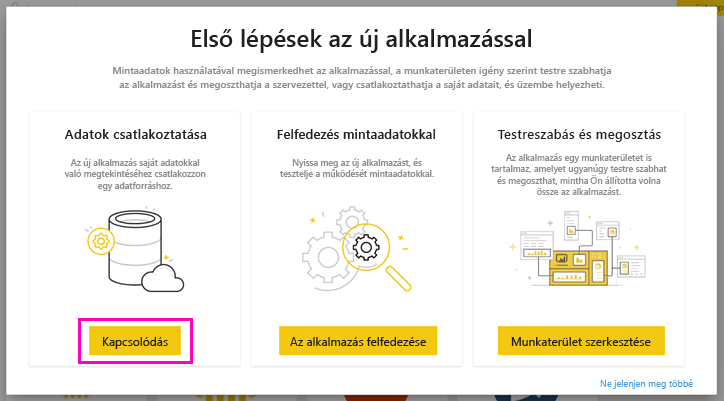 Első lépések az új alkalmazással
Mintaadatok használatával megismerkedhet az alkalmazással, a munkaterületen igény szerint testre szabhatja
az alkalmazást és megoszthatja a szervezettel, vagy csatlakoztathatja a saját adatait, és üzembe helyezheti.
Adatok csatlakoztatása
Az új alkalmazás saját adatokkal
való megtekintéséhez csatlakozzon
egy adatforráshoz.
Kapcsolódás
Felfedezés mintaadatokkal
Nyissa meg az új alkalmazást, és
tesztelje a működését mintaadatokkal.
Az alkalmazás felfedezése
Testreszabás és megosztás
Az alkalmazás egy munkaterületet is
tartalmaz, amelyet ugyanúgy testre szabhat
és megoszthat, mintha Ön állította volna
össze az alkalmazást.
Munkaterület szerkesztése
Ne jelenjen meg többé